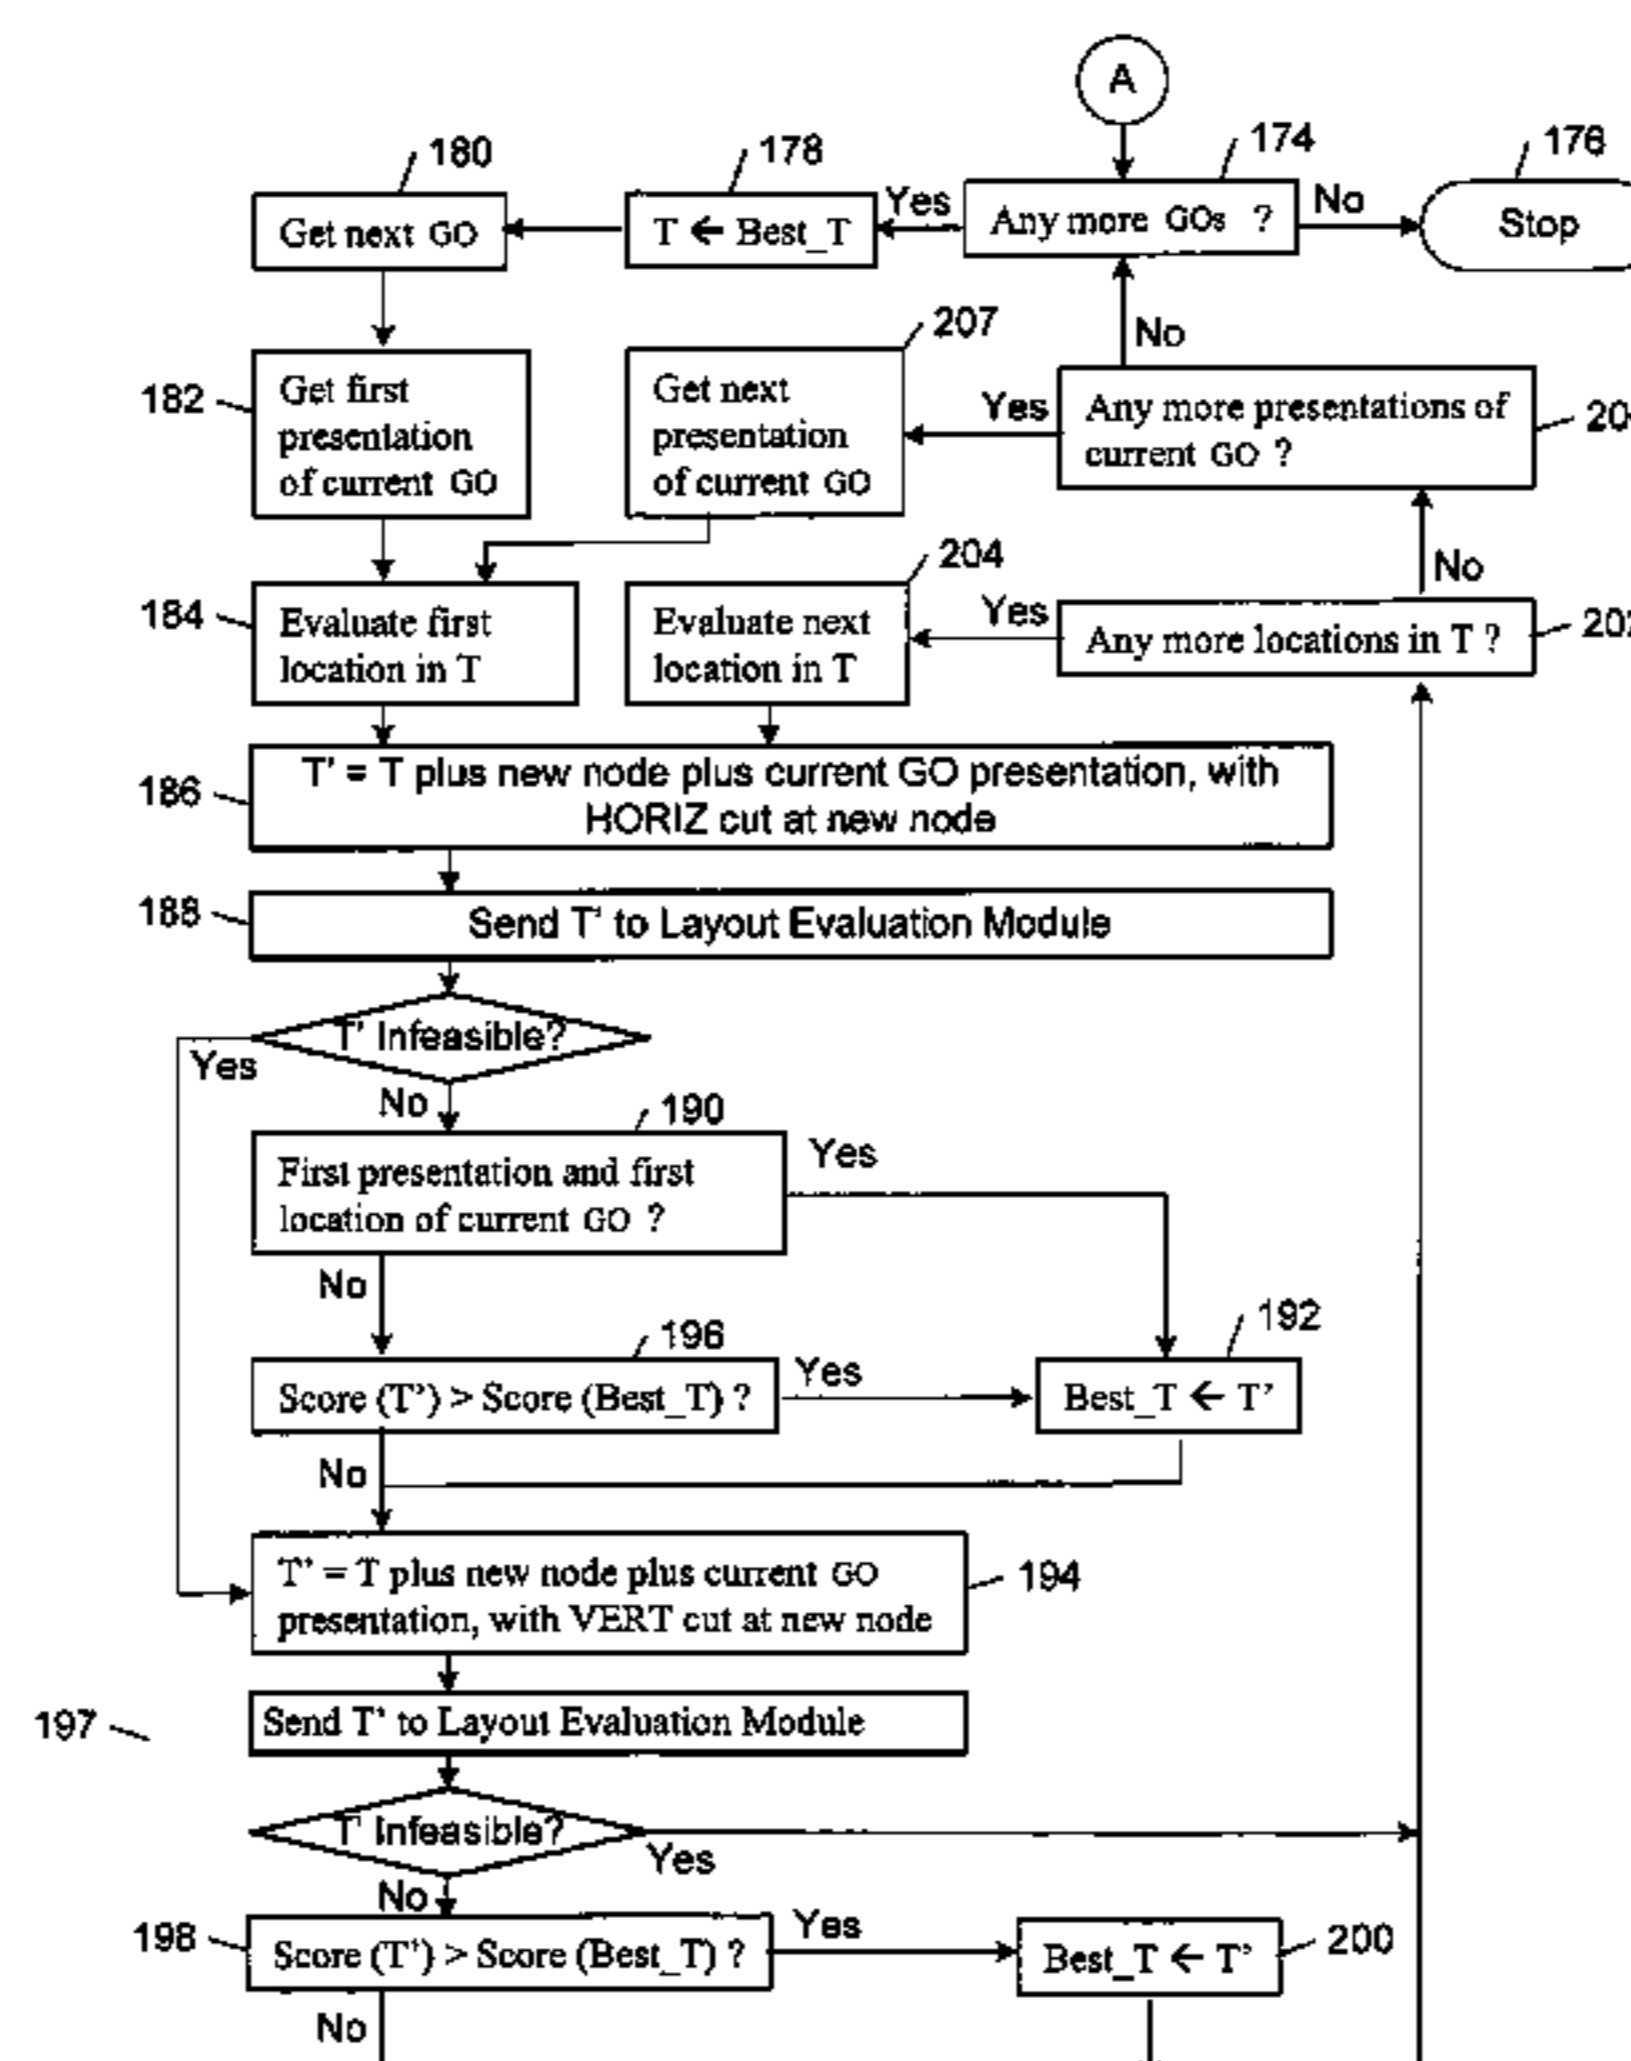 A
180
178
174
176
Get next GO
T ← Best_T
Yes
Any more GOs ?
No
Stop
No
207
182
Get first
presentation
of current GO
Get next
presentation
of current GO
Yes
Any more presentations of
current GO ?
No
204
184
Evaluate first
location in T
Evaluate next
location in T
Yes
Any more locations in T ?
186
T' = T plus new node plus current GO presentation, with
HORIZ cut at new node
188
Send T' to Layout Evaluation Module
T' Infeasible?
Yes
No
190
First presentation and first
location of current GO ?
Yes
No
196
192
Score (T') > Score (Best_T) ?
Yes
Best_T ← T'
No
T' = T plus new node plus current GO
presentation, with VERT cut at new node
194
197
Send T' to Layout Evaluation Module
T' Infeasible?
Yes
No
198
Score (T') > Score (Best_T) ?
Yes
Best_T ← T'
200
No